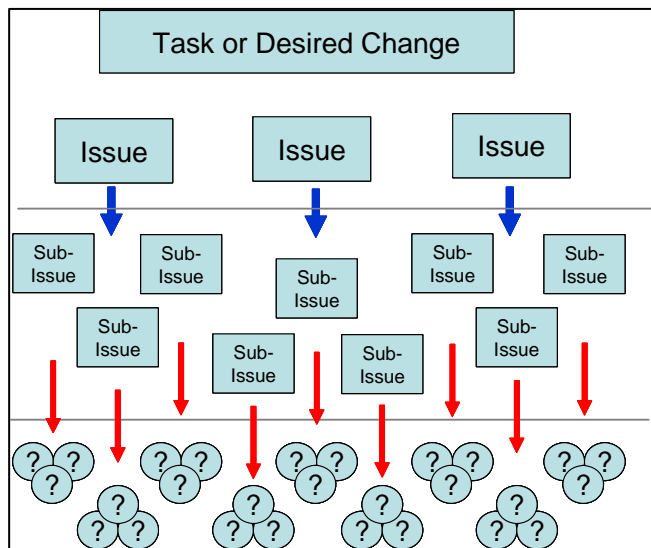 Task or Desired Change
Issue
Issue
Issue
Sub-
Issue
Sub-
Issue
Sub-
Issue
Sub-
Issue
Sub-
Issue
Sub-
Issue
Sub-
Issue
Sub-
Issue
Sub-
Issue
? ? ? ? ? ? ? ? ? ?
? ? ? ? ?
? ? ? ?
? ? ? ? ? ? ? ?